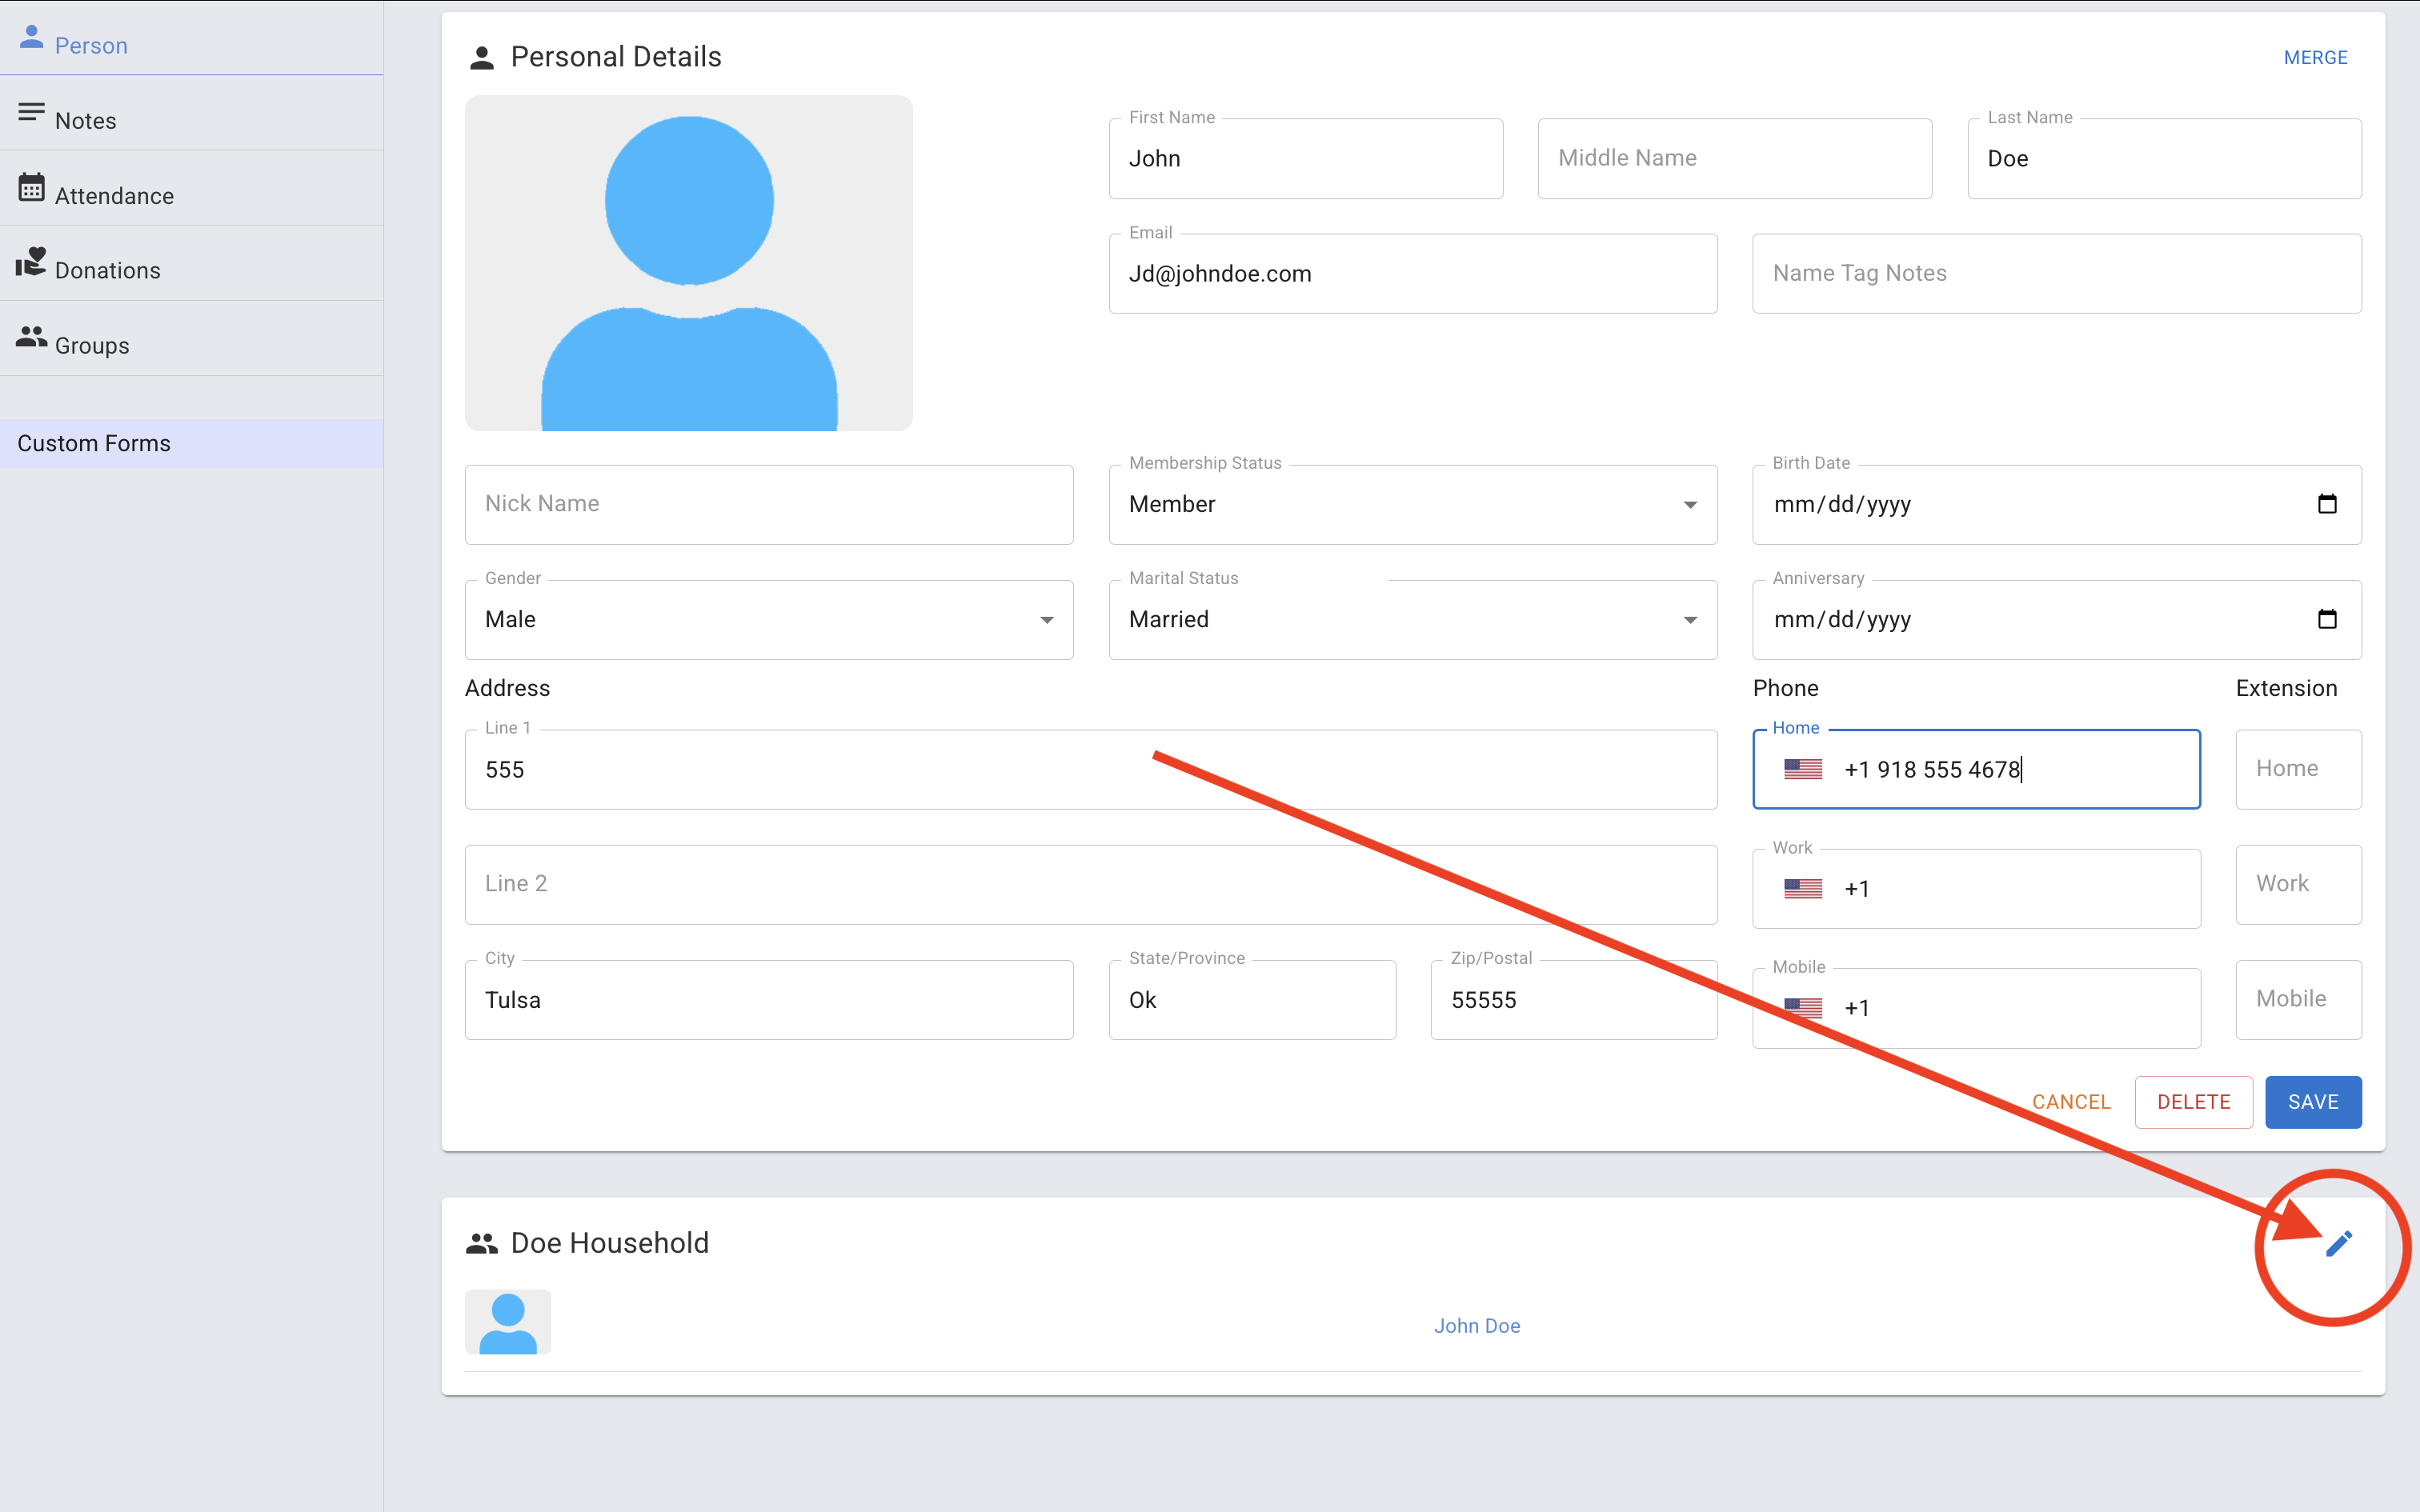 Person
Notes
Attendance
Donations
Groups
Custom Forms
Personal Details
MERGE
First Name
John
Middle Name
Last Name
Doe
Email
Jd@johndoe.com
Name Tag Notes
Nick Name
Membership Status
Member
Birth Date
mm/dd/yyyy
Gender
Male
Marital Status
Married
Anniversary
mm/dd/yyyy
Address
Phone
Extension
Line 1
555
Home
+1 918 555 4678
Home
Line 2
Work
+1
Work
City
Tulsa
State/Province
Ok
Zip/Postal
55555
Mobile
+1
Mobile
CANCEL
DELETE
SAVE
Doe Household
John Doe